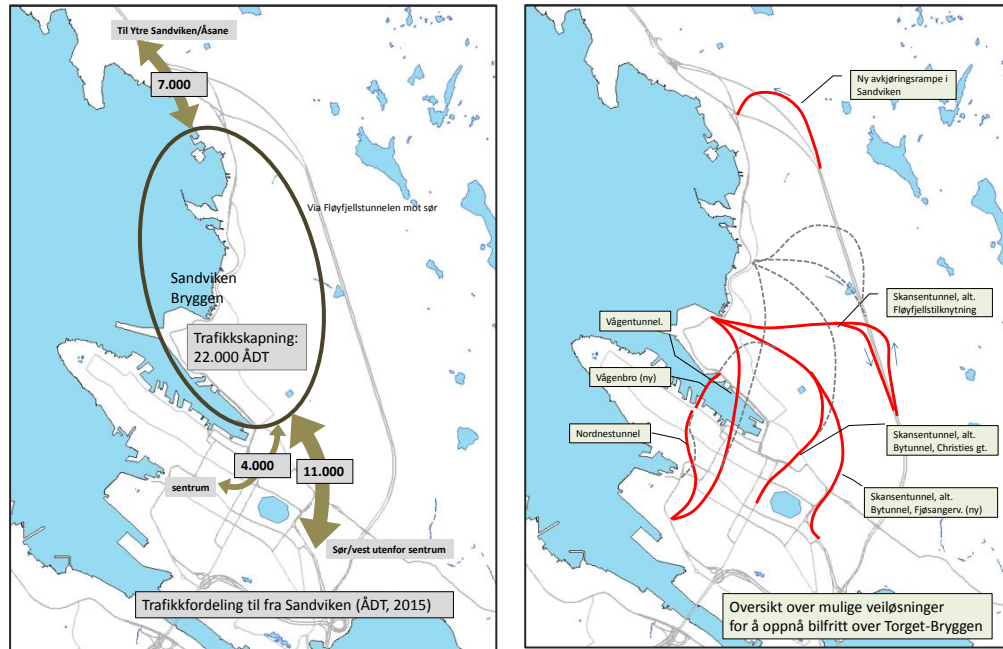 Til Ytre Sandviken/Åsane
7.000
Via Fløyfjellstunnelen mot sør
Sandviken
Bryggen
Trafikkskapning:
22.000 ÅDT
4.000
11.000
sentrum
Sør/vest utenfor sentrum
Trafikkfordeling til fra Sandviken (ÅDT, 2015)
Ny avkjøringsrampe i
Sandviken
Skansentunnel, alt.
Fløyfjellstilknytning
Vågentunnel.
Vågenbro (ny)
Nordnestunnel
Skansentunnel, alt.
Bytunnel, Christies gt.
Skansentunnel, alt.
Bytunnel, Fjøsangerv. (ny)
Oversikt over mulige veiløsninger
for å oppnå bilfritt over Torget-Bryggen